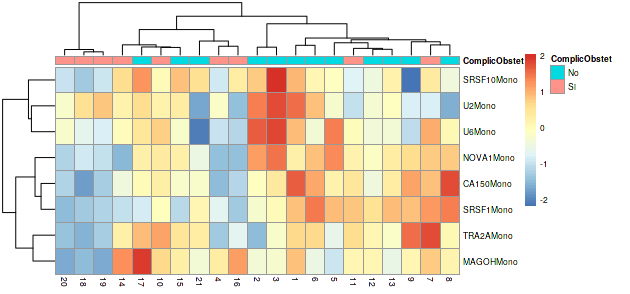 ComplicObstet
SRSF10Mono
U2Mono
U6Mono
NOVA1Mono
CA150Mono
SRSF1Mono
TRA2AMono
MAGOHMono
20 18 19 14 17 10 15 21 4 16 2 3 1 6 5 11 12 13 9 7 8
2
1
0
-1
-2
ComplicObstet
No
SI